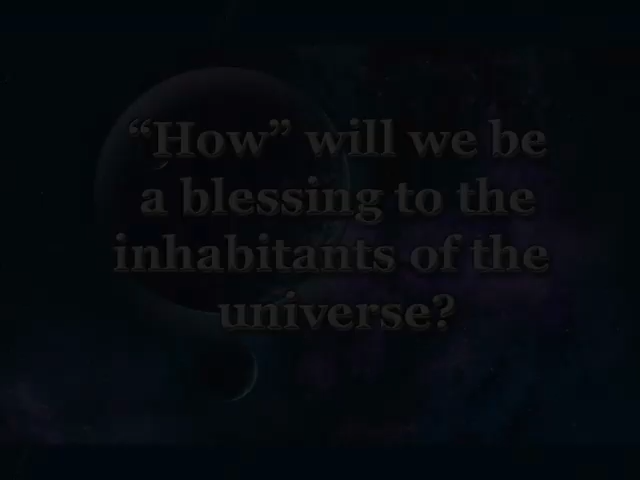 “How” will we be
a blessing to the
inhabitants of the
universe?